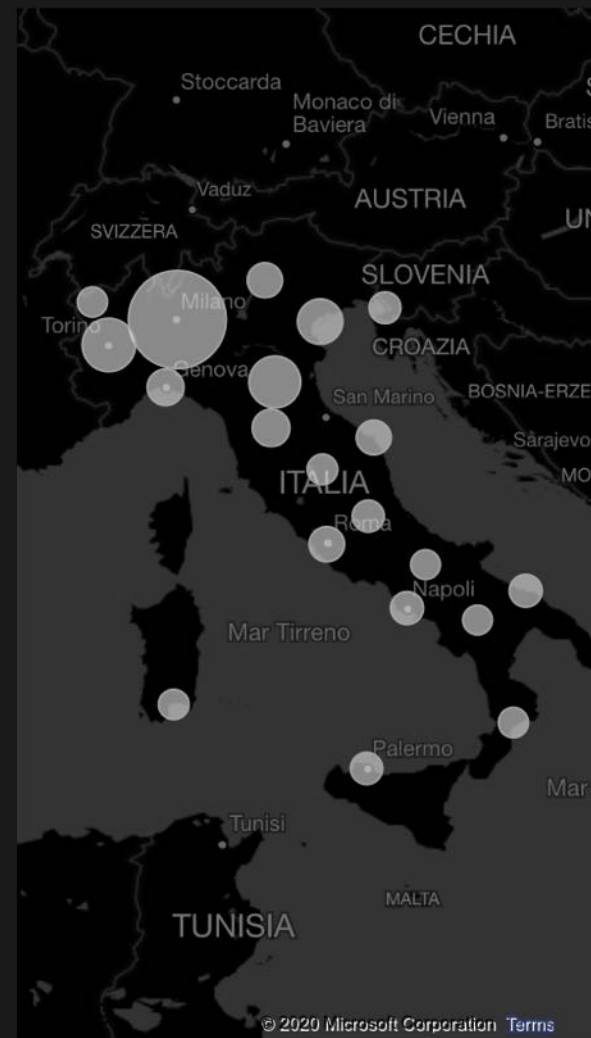 CECHIA
Stoccarda
Monaco di
Baviera
Vienna
Bratis
Vaduz
AUSTRIA
SVIZZERA
UN
SLOVENIA
Milano
Torino
CROAZIA
Genova
San Marino
BOSNIA-ERZE
Sarajevo
ITALIA
MO
Roma
Napoli
Mar Tirreno
Palermo
Mar
Tunisi
MALTA
TUNISIA
© 2020 Microsoft Corporation Terms